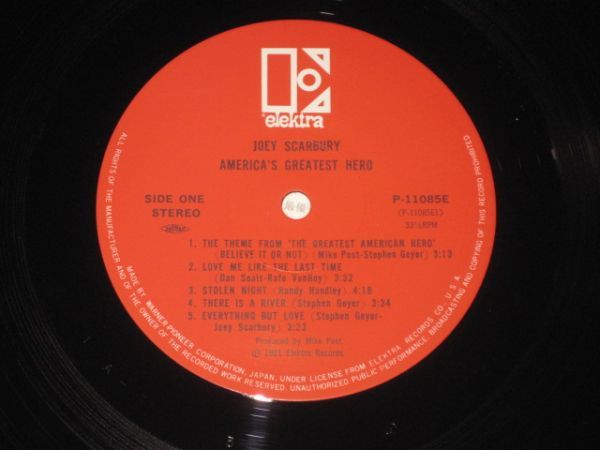 elektra
JOEY SCARBURY
AMERICA'S GREATEST HERO
SIDE ONE
STEREO
P-11085E
(P-11085E1)
33⅓RPM
1. THE THEME FROM 'THE GREATEST AMERICAN HERO'
(BELIEVE IT OR NOT) (Mike Post-Stephen Geyer) 3:13
2. LOVE ME LIKE THE LAST TIME
(Dan Seals-Rafe VanHoy) 3:32
3. STOLEN NIGHT (Randy Handley) 4:18
4. THERE IS A RIVER (Stephen Geyer) 3:34
5. EVERYTHING BUT LOVE (Stephen Geyer-
Joey Scarbury) 3:23
Produced by Mike Post
Ⓟ 1981 Elektra Records
ALL RIGHTS OF THE MANUFACTURER AND OF THE OWNER OF THE RECORDED WORK RESERVED. UNAUTHORIZED PUBLIC PERFORMANCE, BROADCASTING AND COPYING OF THIS RECORD PROHIBITED
MADE BY WARNER-PIONEER CORPORATION, JAPAN, UNDER LICENSE FROM ELEKTRA RECORDS CO., U.S.A.